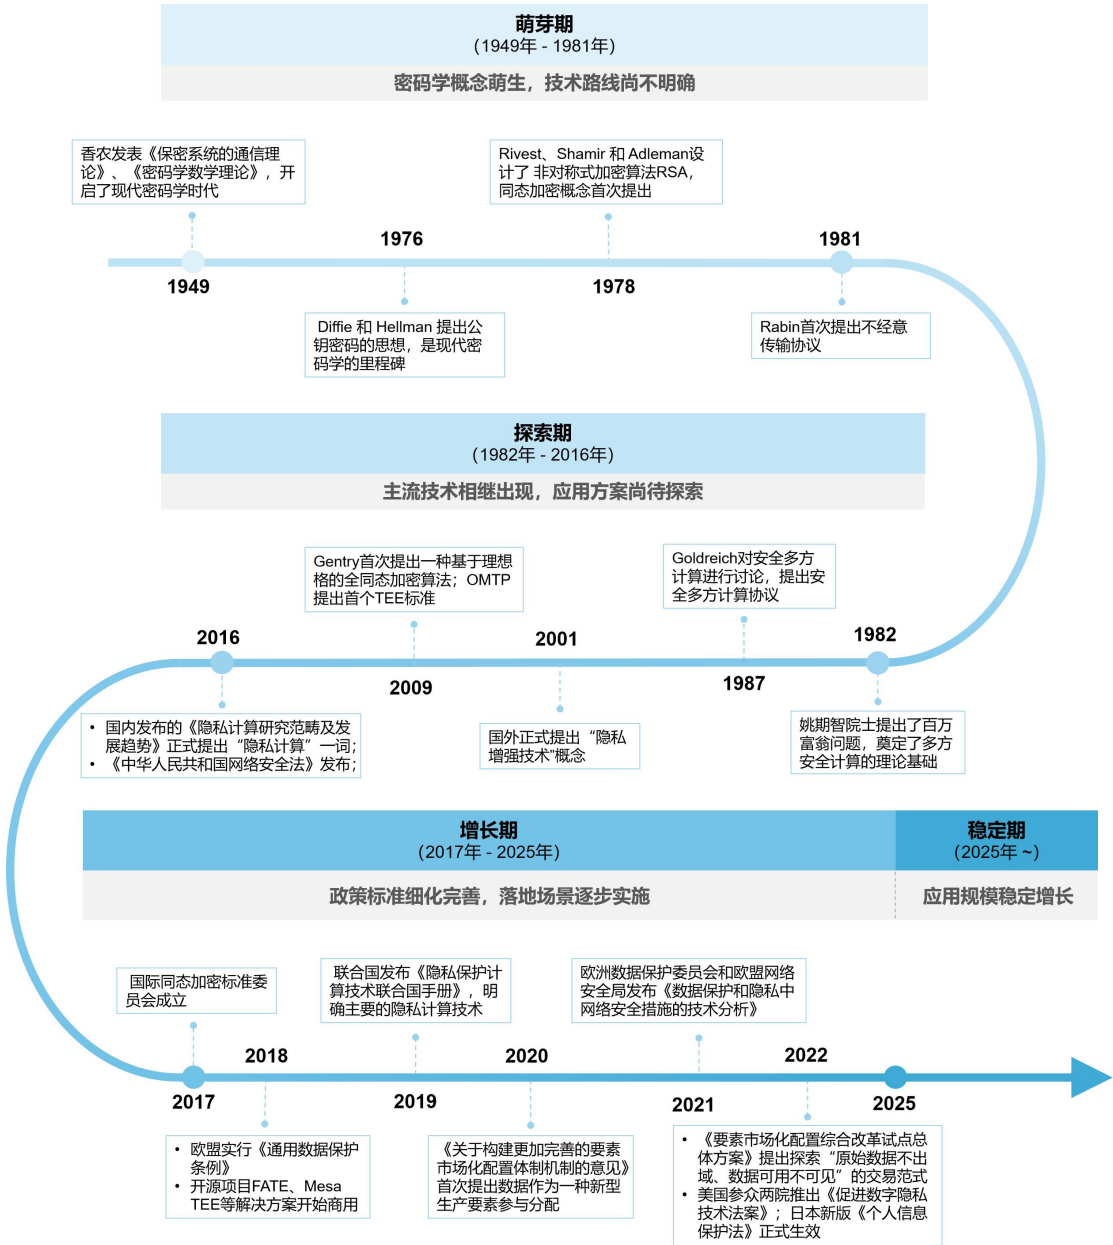 萌芽期
（1949年 - 1981年）
密码学概念萌生，技术路线尚不明确
香农发表《保密系统的通信理
论》、《密码学数学理论》，开
启了现代密码学时代
Rivest、Shamir 和 Adleman设
计了 非对称式加密算法RSA，
同态加密概念首次提出
1976
1981
1949
1978
Diffie 和 Hellman 提出公
钥密码的思想，是现代密
码学的里程碑
Rabin首次提出不经意
传输协议
探索期
（1982年 - 2016年）
主流技术相继出现，应用方案尚待探索
Gentry首次提出一种基于理想
格的全同态加密算法；OMTP
提出首个TEE标准
Goldreich对安全多方
计算进行讨论，提出安
全多方计算协议
2016
2001
1982
2009
1987
• 国内发布的《隐私计算研究范畴及发
展趋势》正式提出“隐私计算”一词；
• 《中华人民共和国网络安全法》发布；
国外正式提出“隐私
增强技术”概念
姚期智院士提出了百万
富翁问题，奠定了多方
安全计算的理论基础
增长期
（2017年 - 2025年）
政策标准细化完善，落地场景逐步实施
稳定期
（2025年 ~）
应用规模稳定增长
国际同态加密标准委
员会成立
联合国发布《隐私保护计
算技术联合国手册》，明
确主要的隐私计算技术
欧洲数据保护委员会和欧盟网络
安全局发布《数据保护和隐私中
网络安全措施的技术分析》
2018
2020
2022
2017
2019
2021
2025
• 欧盟实行《通用数据保护
条例》
• 开源项目FATE、Mesa
TEE等解决方案开始商用
《关于构建更加完善的要素
市场化配置体制机制的意见》
首次提出数据作为一种新型
生产要素参与分配
• 《要素市场化配置综合改革试点总
体方案》提出探索“原始数据不出
域、数据可用不可见”的交易范式
• 美国参众两院推出《促进数字隐私
技术法案》；日本新版《个人信息
保护法》正式生效